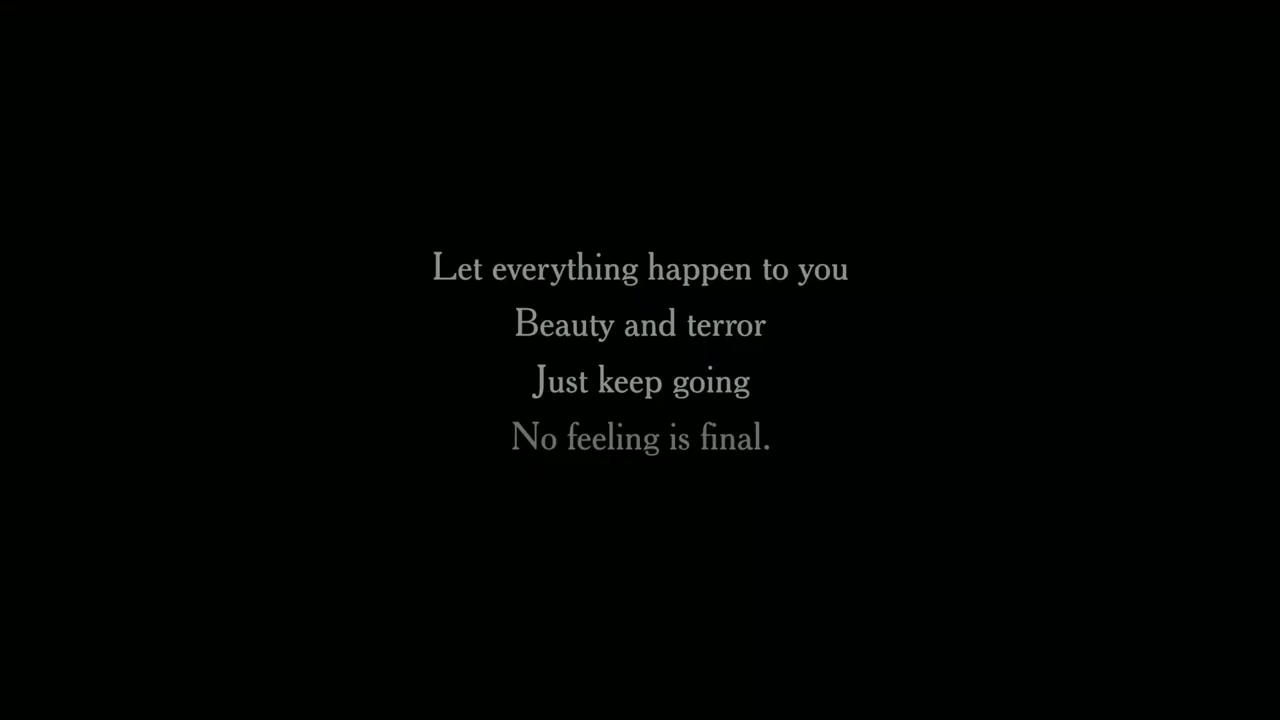 Let everything happen to you
Beauty and terror
Just keep going
No feeling is final.